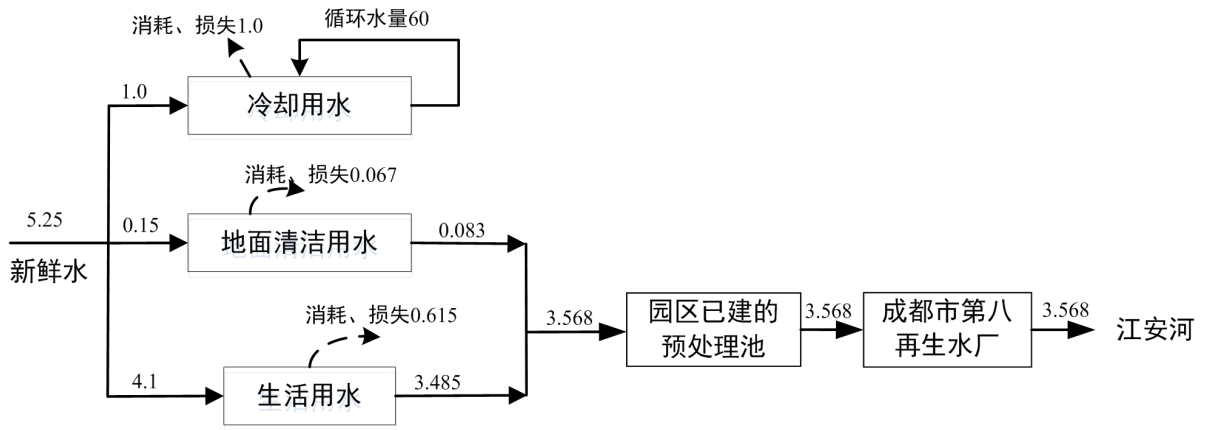 消耗、损失1.0
循环水量60
1.0
冷却用水
消耗、损失0.067
5.25
新鲜水
0.15
地面清洁用水
0.083
消耗、损失0.615
4.1
生活用水
3.485
3.568
园区已建的
预处理池
3.568
成都市第八
再生水厂
3.568
江安河